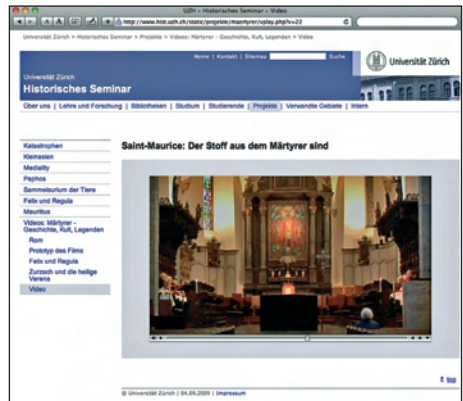 UZH – Historisches Seminar – Video
http://www.hist.uzh.ch/static/projekte/maertyrer/vplay.php?v=22
Universität Zürich > Historisches Seminar > Projekte > Videos: Märtyrer - Geschichte, Kult, Legenden > Video
Home | Kontakt | Sitemap
Suche
Universität Zürich
Universität Zürich
Historisches Seminar
Über uns | Lehre und Forschung | Bibliotheken | Studium | Studierende | Projekte | Verwandte Gebiete | Intern
Katastrophen
Kleinasien
Mediality
Paphos
Sammelsurium der Tiere
Felix und Regula
Mauritius
Videos: Märtyrer -
Geschichte, Kult, Legenden
Rom
Prototyp des Films
Felix und Regula
Zurzach und die heilige
Verena
Video
Saint-Maurice: Der Stoff aus dem Märtyrer sind
top
© Universität Zürich | 04.09.2009 | Impressum